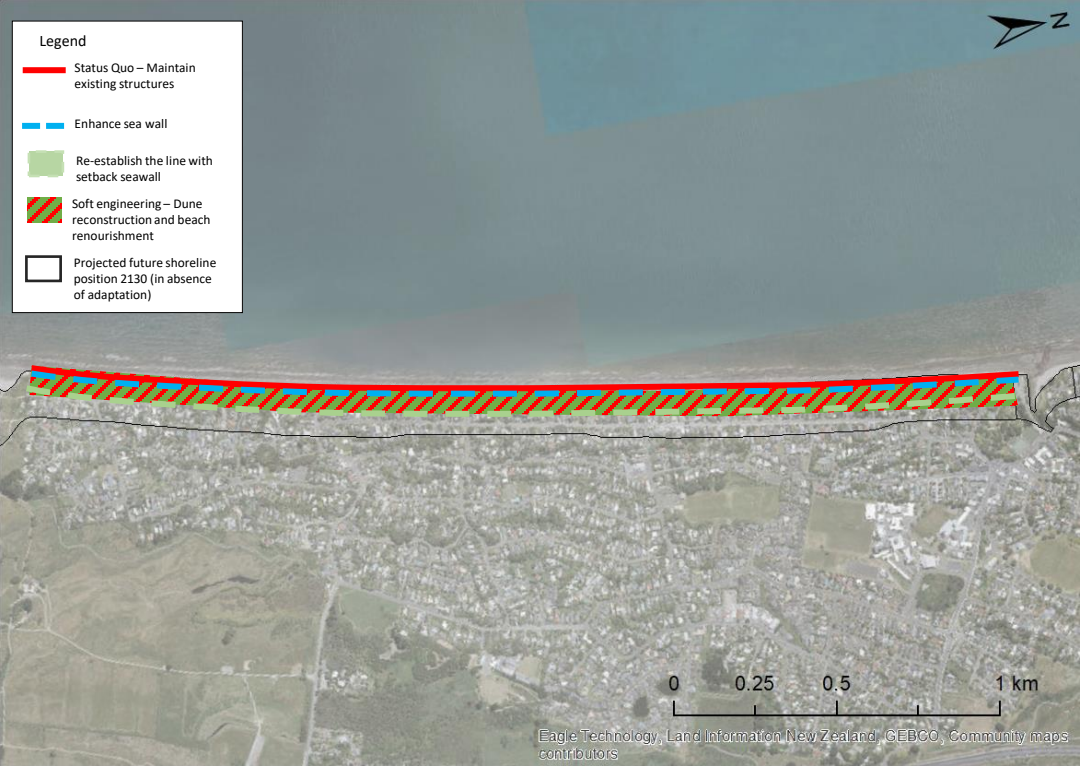 Legend
Status Quo – Maintain
existing structures
Enhance sea wall
Re-establish the line with
setback seawall
Soft engineering – Dune
reconstruction and beach
renourishment
Projected future shoreline
position 2130 (in absence
of adaptation)
Z
0 0.25 0.5 1 km
Eagle Technology, Land Information New Zealand, GEBCO, Community maps
contributors